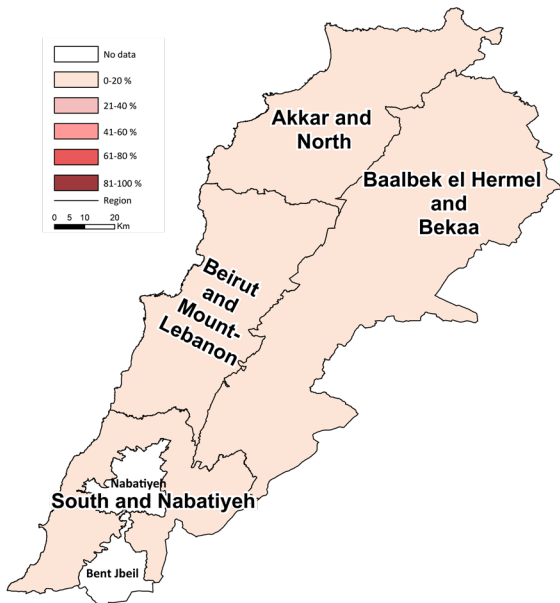 No data
0-20 %
21-40 %
41-60 %
61-80 %
81-100 %
Region
0 5 10 20
Km
Akkar and
North
Baalbek el Hermel
and
Bekaa
Beirut
and
Mount-
Lebanon
Nabatiyeh
South and Nabatiyeh
Bent Jbeil